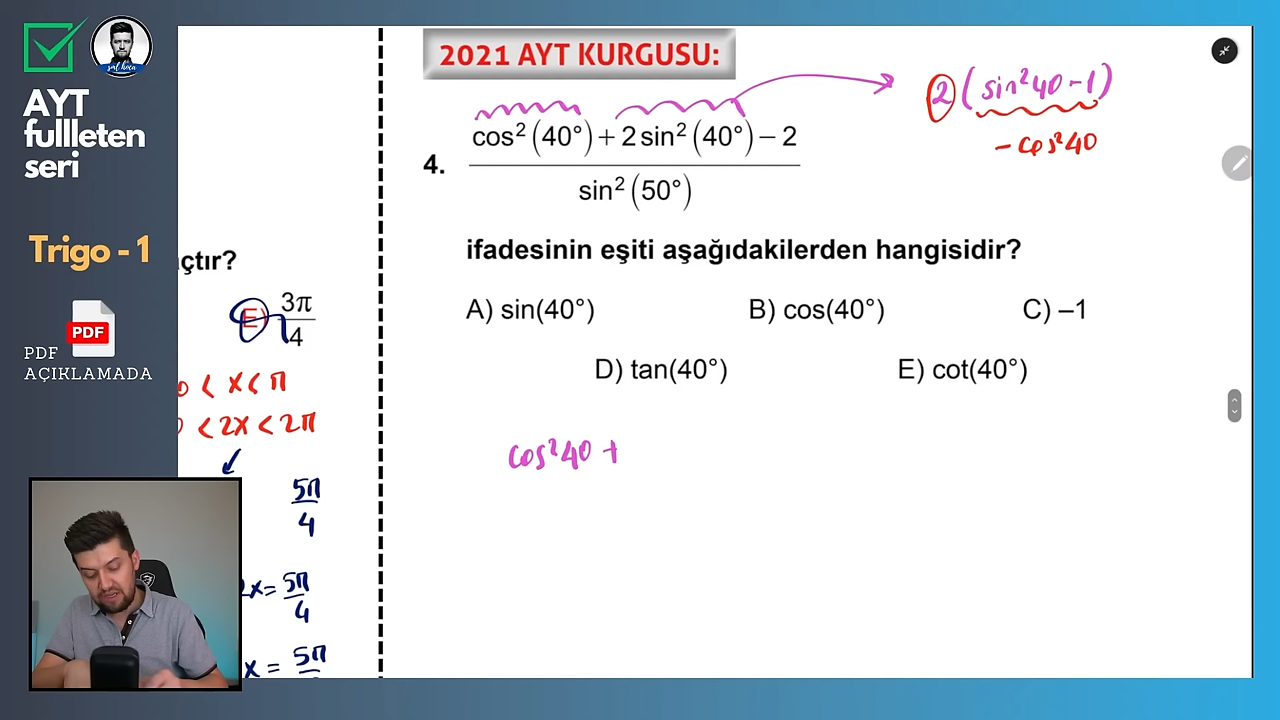 AYT
fullleten
seri
Trigo - 1
PDF
PDF
AÇIKLAMADA
sml hoca
çtır?
E) 3π/4
0 < x < π
0 < 2x < 2π
5π/4
2x = 5π/4
x = 5π
2021 AYT KURGUSU:
2(sin²40-1)
-cos²40
4. cos²(40°)+2sin²(40°)-2
sin²(50°)
ifadesinin eşiti aşağıdakilerden hangisidir?
A) sin(40°) B) cos(40°) C) –1
D) tan(40°) E) cot(40°)
cos²40 +